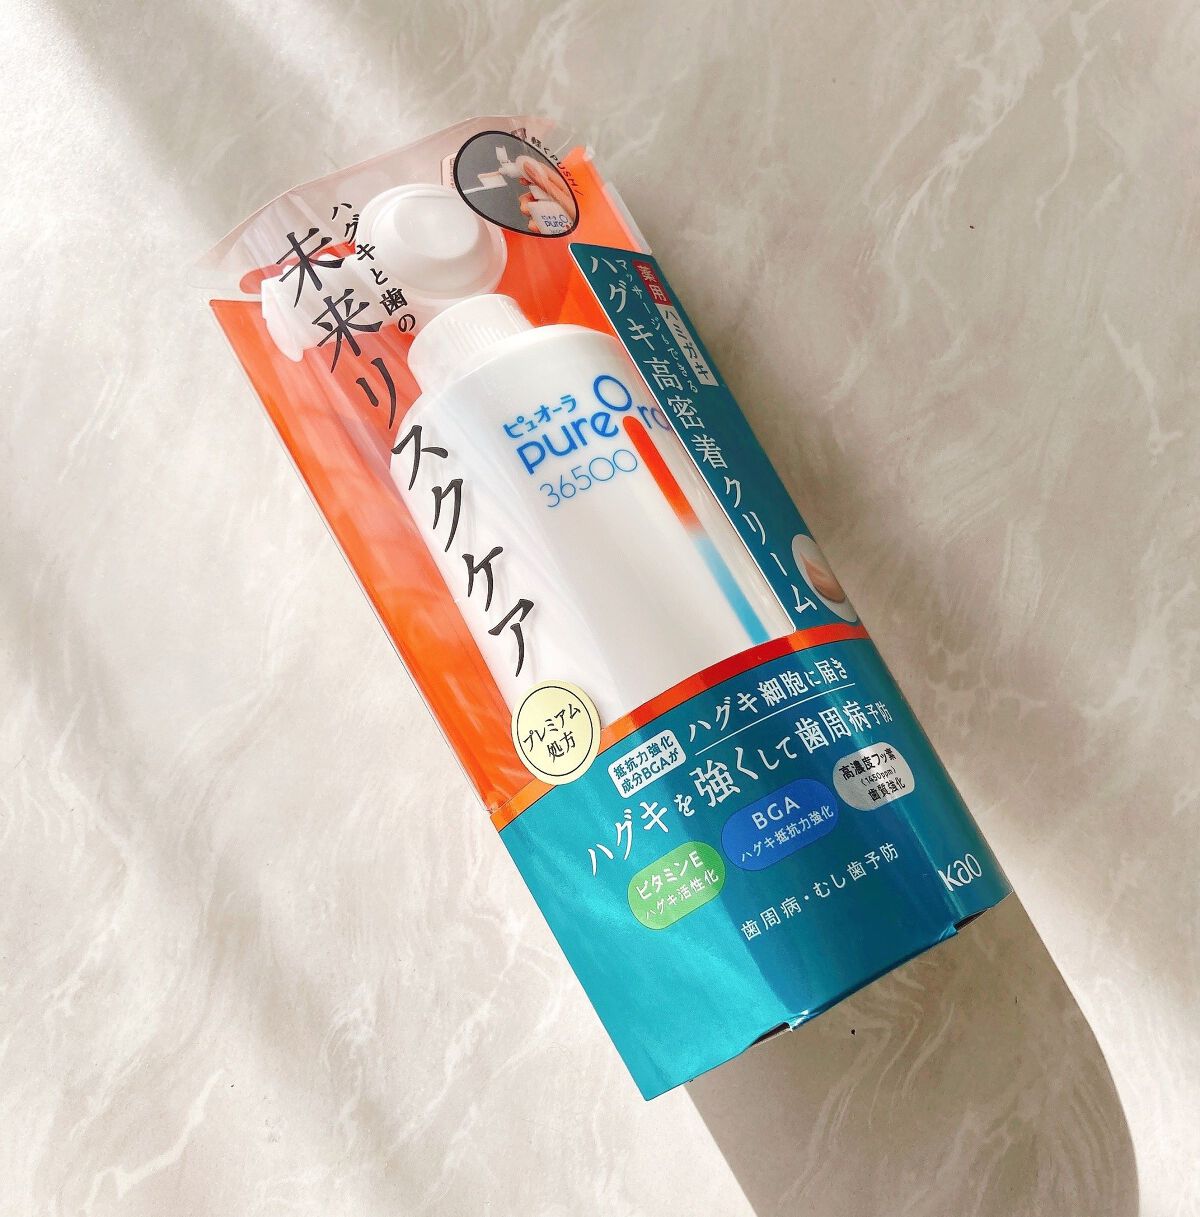 軽くPUSH/
ピュオーラ
pureO
ハグキと歯の
未来リスクケア
薬用ハミガキ
マッサージもできる
ハグキ高密着クリーム
ピュオーラ
pureOra
36500
プレミアム
処方
抵抗力強化
成分BGAが
ハグキ細胞に届き
ハグキを強くして歯周病予防
ビタミンE
ハグキ活性化
BGA
ハグキ抵抗力強化
高濃度フッ素
(1450ppm)
歯質強化
歯周病・むし歯予防
Kao